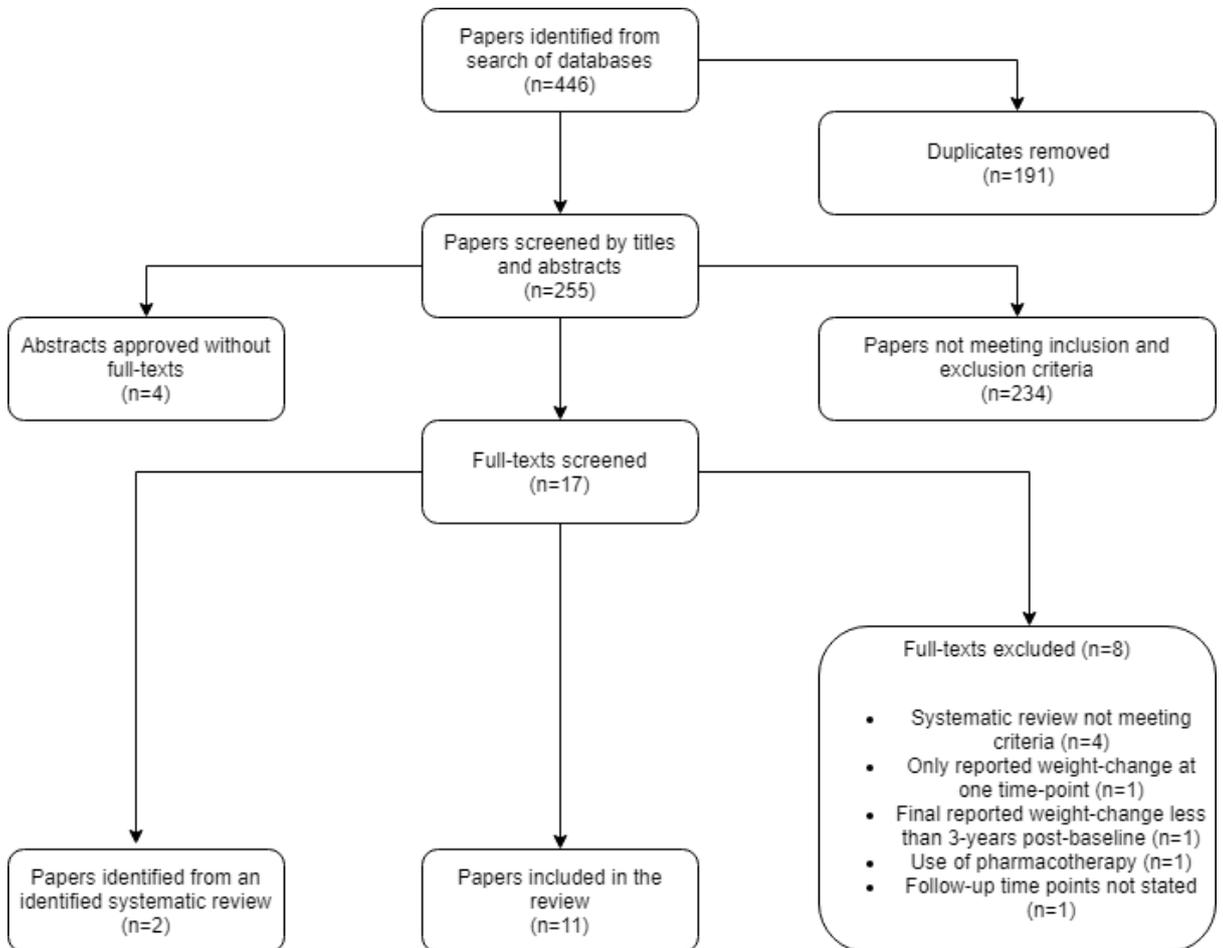 Papers identified from
search of databases
(n=446)
Duplicates removed
(n=191)
Papers screened by titles
and abstracts
(n=255)
Abstracts approved without
full-texts
(n=4)
Papers not meeting inclusion and
exclusion criteria
(n=234)
Full-texts screened
(n=17)
Full-texts excluded (n=8)
• Systematic review not meeting
criteria (n=4)
• Only reported weight-change at
one time-point (n=1)
• Final reported weight-change less
than 3-years post-baseline (n=1)
• Use of pharmacotherapy (n=1)
• Follow-up time points not stated
(n=1)
Papers identified from an
identified systematic review
(n=2)
Papers included in the
review
(n=11)